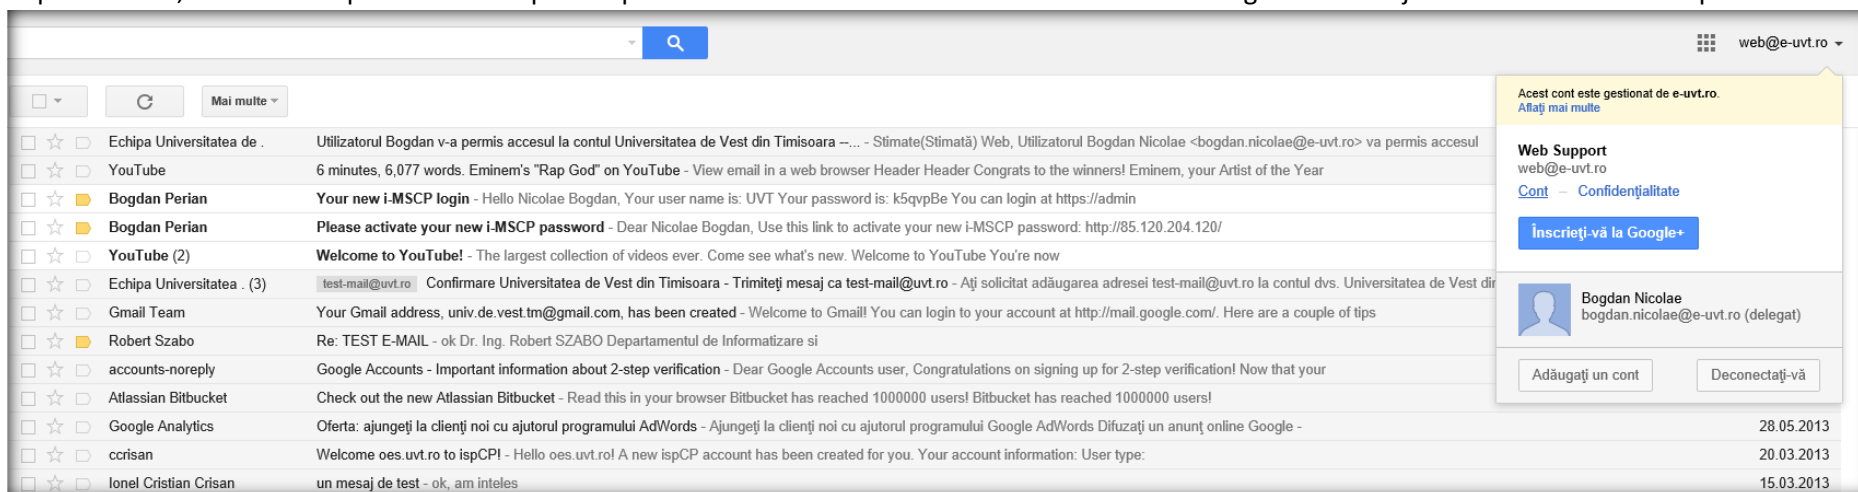 web@e-uvt.ro
Mai multe
Acest cont este gestionat de e-uvt.ro.
Aflați mai multe
Web Support
web@e-uvt.ro
Cont – Confidențialitate
Înscrieți-vă la Google+
Bogdan Nicolae
bogdan.nicolae@e-uvt.ro (delegat)
Adăugați un cont Deconectați-vă
Echipa Universitatea de . Utilizatorul Bogdan v-a permis accesul la contul Universitatea de Vest din Timisoara --... - Stimate(Stimată) Web, Utilizatorul Bogdan Nicolae <bogdan.nicolae@e-uvt.ro> va permis accesul
YouTube 6 minutes, 6,077 words. Eminem's "Rap God" on YouTube - View email in a web browser Header Header Congrats to the winners! Eminem, your Artist of the Year
Bogdan Perian Your new i-MSCP login - Hello Nicolae Bogdan, Your user name is: UVT Your password is: k5qvpBe You can login at https://admin
Bogdan Perian Please activate your new i-MSCP password - Dear Nicolae Bogdan, Use this link to activate your new i-MSCP password: http://85.120.204.120/
YouTube (2) Welcome to YouTube! - The largest collection of videos ever. Come see what's new. Welcome to YouTube You're now
Echipa Universitatea . (3) test-mail@uvt.ro Confirmare Universitatea de Vest din Timisoara - Trimiteți mesaj ca test-mail@uvt.ro - Ați solicitat adăugarea adresei test-mail@uvt.ro la contul dvs. Universitatea de Vest din
Gmail Team Your Gmail address, univ.de.vest.tm@gmail.com, has been created - Welcome to Gmail! You can login to your account at http://mail.google.com/. Here are a couple of tips
Robert Szabo Re: TEST E-MAIL - ok Dr. Ing. Robert SZABO Departamentul de Informatizare si
accounts-noreply Google Accounts - Important information about 2-step verification - Dear Google Accounts user, Congratulations on signing up for 2-step verification! Now that your
Atlassian Bitbucket Check out the new Atlassian Bitbucket - Read this in your browser Bitbucket has reached 1000000 users! Bitbucket has reached 1000000 users!
Google Analytics Oferta: ajungeți la clienți noi cu ajutorul programului AdWords - Ajungeți la clienți noi cu ajutorul programului Google AdWords Difuzați un anunț online Google - 28.05.2013
ccrisan Welcome oes.uvt.ro to ispCP! - Hello oes.uvt.ro! A new ispCP account has been created for you. Your account information: User type: 20.03.2013
Ionel Cristian Crisan un mesaj de test - ok, am inteles 15.03.2013